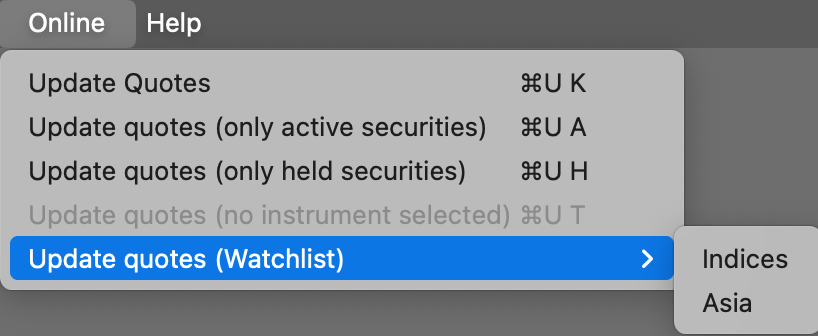 Online Help
Update Quotes ⌘U K
Update quotes (only active securities) ⌘U A
Update quotes (only held securities) ⌘U H
Update quotes (no instrument selected) ⌘U T
Update quotes (Watchlist)
Indices
Asia